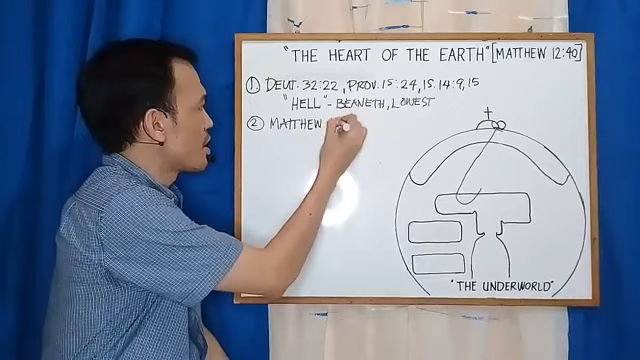 "THE HEART OF THE EARTH" [MATTHEW 12:40]
① DEUT. 32:22, PROV. 15:24, IS. 14:9, 15
"HELL" - BEANETH, LOWEST
② MATTHEW
"THE UNDERWORLD"